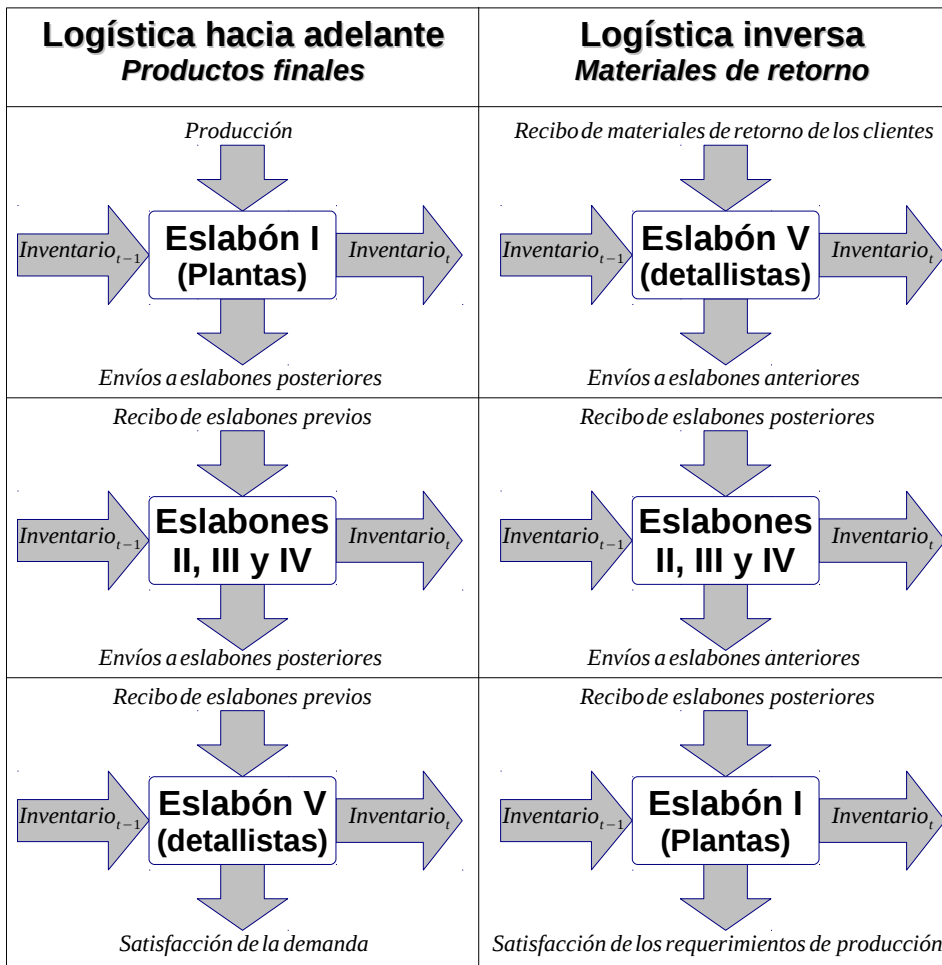 Logística hacia adelante
Productos finales
Logística inversa
Materiales de retorno
Producción
Inventario t−1
Eslabón I
(Plantas)
Inventario t
Envíos a eslabones posteriores
Recibo de materiales de retorno de los clientes
Inventario t−1
Eslabón V
(detallistas)
Inventario t
Envíos a eslabones anteriores
Recibo de eslabones previos
Inventario t−1
Eslabones
II, III y IV
Inventario t
Envíos a eslabones posteriores
Recibo de eslabones posteriores
Inventario t−1
Eslabones
II, III y IV
Inventario t
Envíos a eslabones anteriores
Recibo de eslabones previos
Inventario t−1
Eslabón V
(detallistas)
Inventario t
Satisfacción de la demanda
Recibo de eslabones posteriores
Inventario t−1
Eslabón I
(Plantas)
Inventario t
Satisfacción de los requerimientos de producción